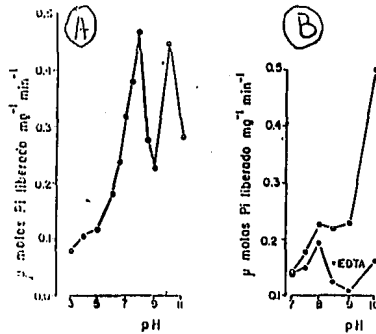 A
µ moles Pi liberado mg⁻¹ min⁻¹
0.5
0.4
0.3
0.2
0.1
0.0
3 5 7 9 11
pH
B
µ moles Pi liberado mg⁻¹ min⁻¹
0.5
0.4
0.3
0.2
0.1
+EDTA
7 8 9 10
pH